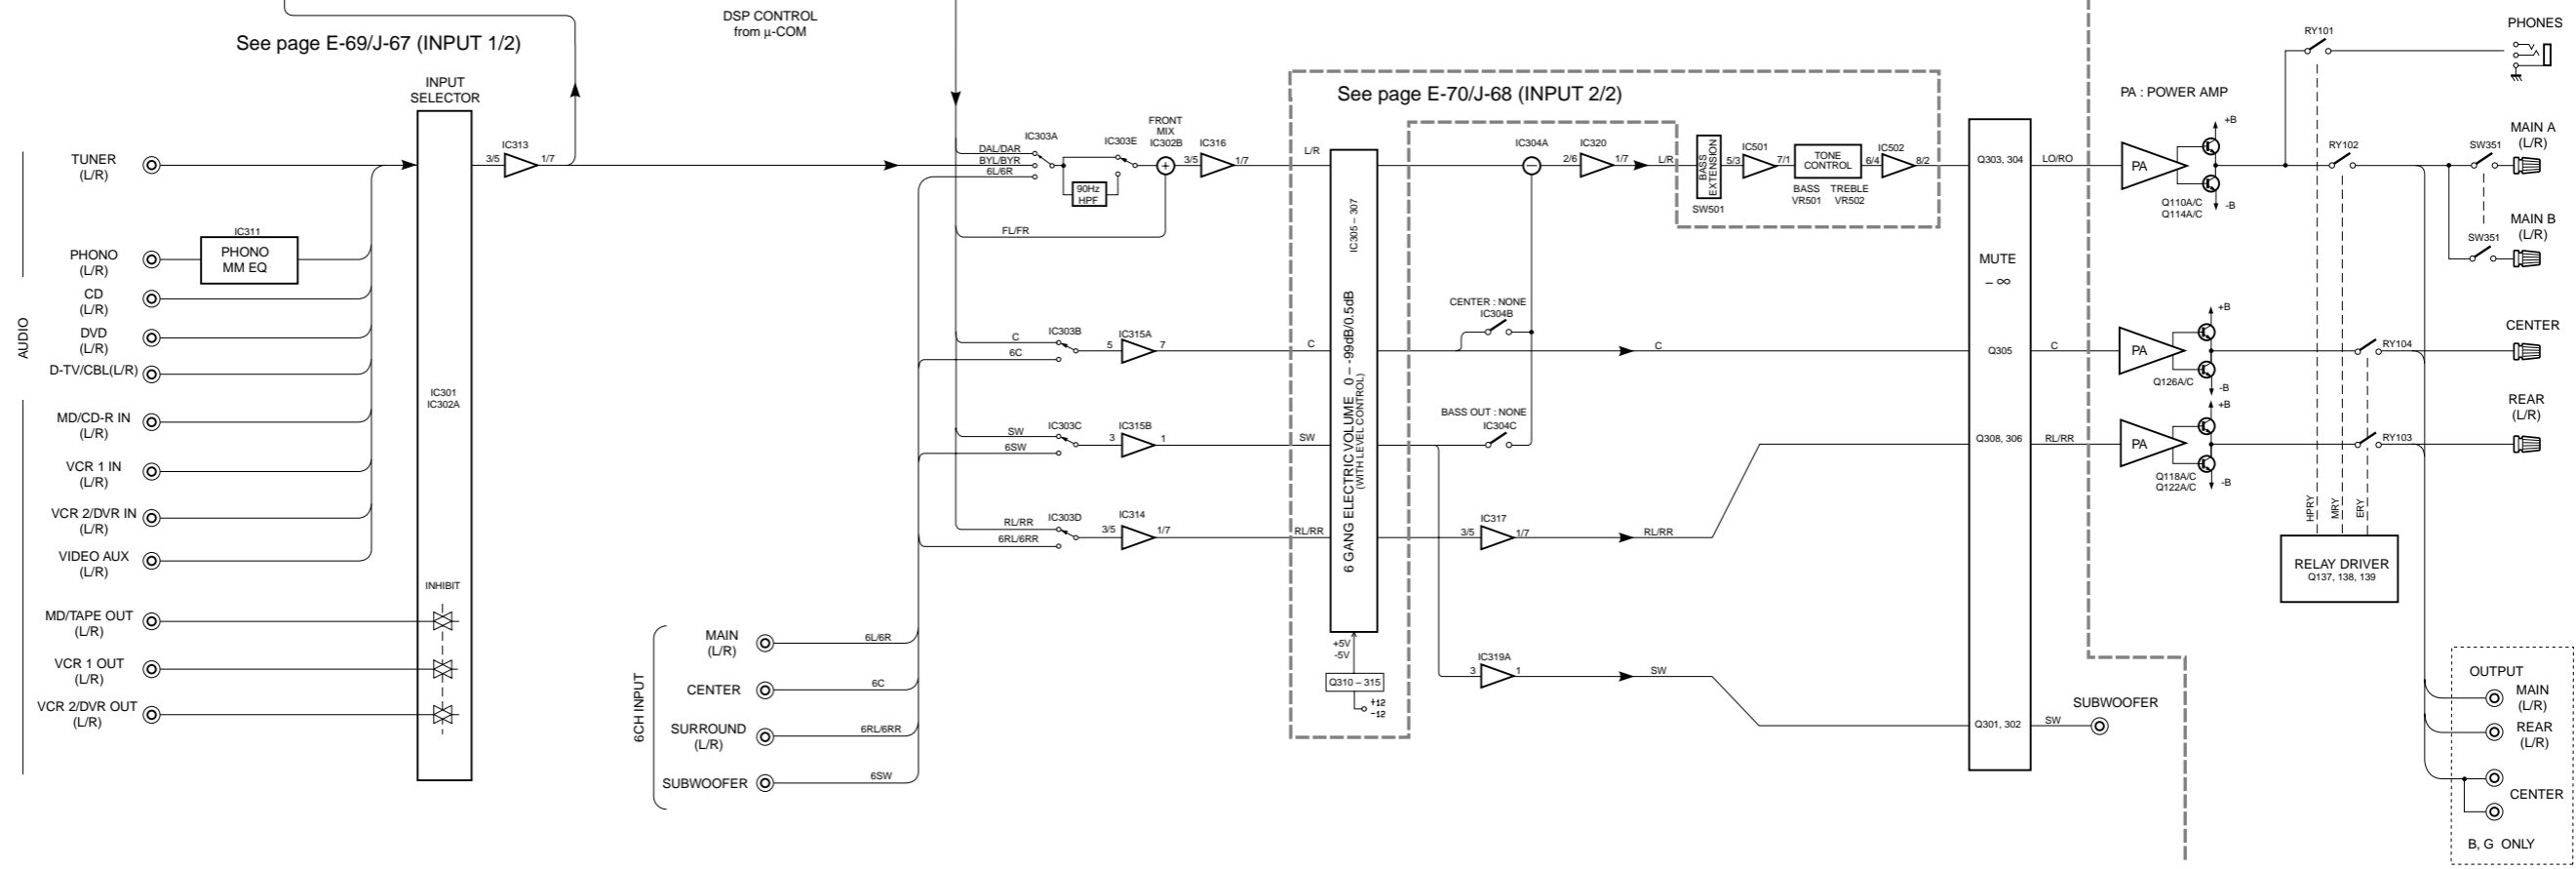 DSP CONTROL
from µ-COM
See page E-69/J-67 (INPUT 1/2)
INPUT
SELECTOR
AUDIO
TUNER
(L/R)
PHONO
(L/R)
IC311
PHONO
MM EQ
CD
(L/R)
DVD
(L/R)
D-TV/CBL(L/R)
MD/CD-R IN
(L/R)
VCR 1 IN
(L/R)
VCR 2/DVR IN
(L/R)
VIDEO AUX
(L/R)
MD/TAPE OUT
(L/R)
VCR 1 OUT
(L/R)
VCR 2/DVR OUT
(L/R)
IC301
IC302A
INHIBIT
3/5
IC313
1/7
6CH INPUT
MAIN
(L/R)
6L/6R
CENTER
6C
SURROUND
(L/R)
6RL/6RR
SUBWOOFER
6SW
DAL/DAR
BYL/BYR
6L/6R
IC303A
IC303E
90Hz
HPF
FRONT
MIX
IC302B
FL/FR
3/5
IC316
1/7
C
6C
IC303B
5
IC315A
7
SW
6SW
IC303C
3
IC315B
1
RL/RR
6RL/6RR
IC303D
3/5
IC314
1/7
See page E-70/J-68 (INPUT 2/2)
L/R
C
SW
RL/RR
IC305 – 307
6 GANG ELECTRIC VOLUME 0 – -99dB/0.5dB
(WITH LEVEL CONTROL)
+5V
-5V
Q310 – 315
+12
-12
IC304A
2/6
IC320
1/7
L/R
BASS
EXTENSION
SW501
5/3
IC501
7/1
TONE
CONTROL
BASS
VR501
TREBLE
VR502
6/4
IC502
8/2
CENTER : NONE
IC304B
C
BASS OUT : NONE
IC304C
3/5
IC317
1/7
RL/RR
3
IC319A
1
SW
Q303, 304
MUTE
– ∞
Q305
Q308, 306
Q301, 302
LO/RO
C
RL/RR
SW
SUBWOOFER
PA : POWER AMP
PA
+B
-B
Q110A/C
Q114A/C
PA
+B
-B
Q126A/C
PA
+B
-B
Q118A/C
Q122A/C
RY101
RY102
RY104
RY103
SW351
SW351
HPRY
MRY
ERY
RELAY DRIVER
Q137, 138, 139
PHONES
MAIN A
(L/R)
MAIN B
(L/R)
CENTER
REAR
(L/R)
OUTPUT
MAIN
(L/R)
REAR
(L/R)
CENTER
B, G ONLY